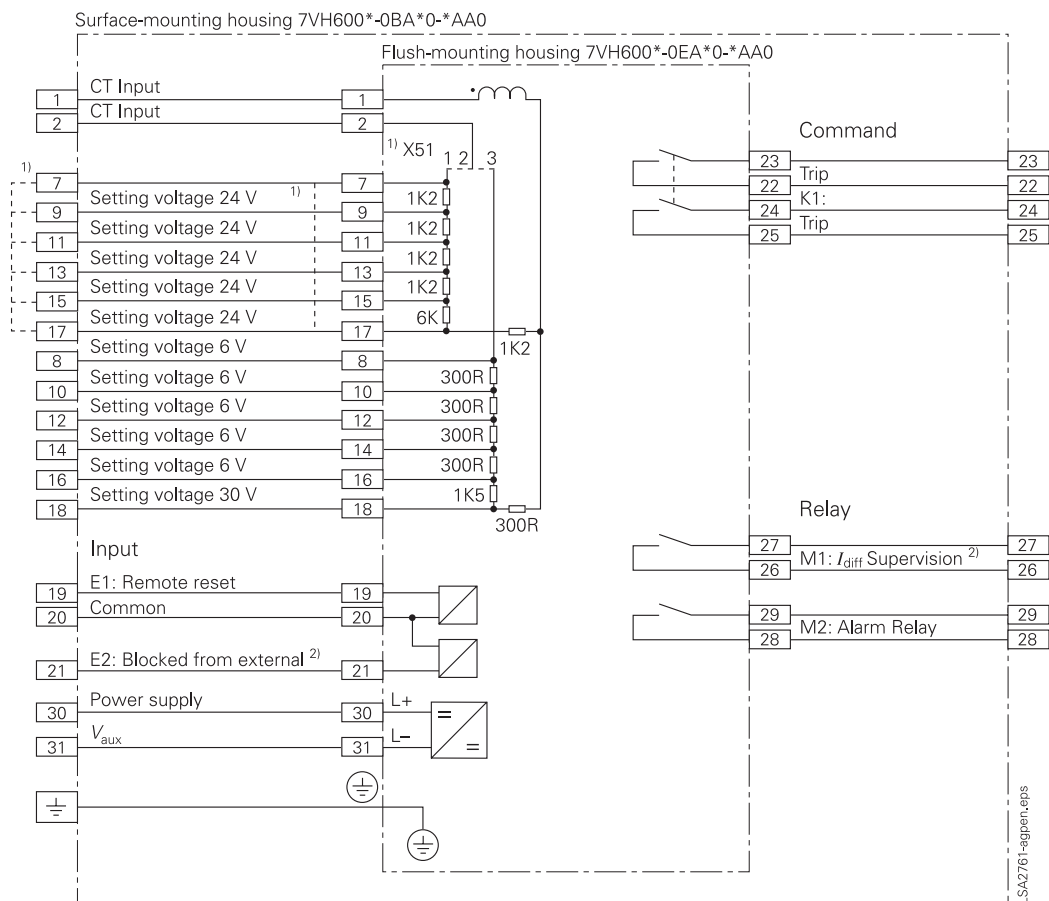 Surface-mounting housing 7VH600*-0BA*0-*AA0
Flush-mounting housing 7VH600*-0EA*0-*AA0
CT Input
1 1
CT Input
2 2
1) X51
1 2 3
1) 1)
7 7
Setting voltage 24 V 1K2
9 9
Setting voltage 24 V 1K2
11 11
Setting voltage 24 V 1K2
13 13
Setting voltage 24 V 1K2
15 15
Setting voltage 24 V 6K
17 17
1K2
Setting voltage 6 V
8 8
Setting voltage 6 V 300R
10 10
Setting voltage 6 V 300R
12 12
Setting voltage 6 V 300R
14 14
Setting voltage 6 V 300R
16 16
Setting voltage 30 V 1K5
18 18
300R
Input
E1: Remote reset
19 19
Common
20 20
E2: Blocked from external 2)
21 21
Power supply
30 30 L+
Vaux
31 31 L–
= =
Command
23 23
Trip
22 22
K1:
24 24
Trip
25 25
Relay
27 27
M1: Idiff Supervision 2)
26 26
29 29
M2: Alarm Relay
28 28
LSA2761-agpen.eps